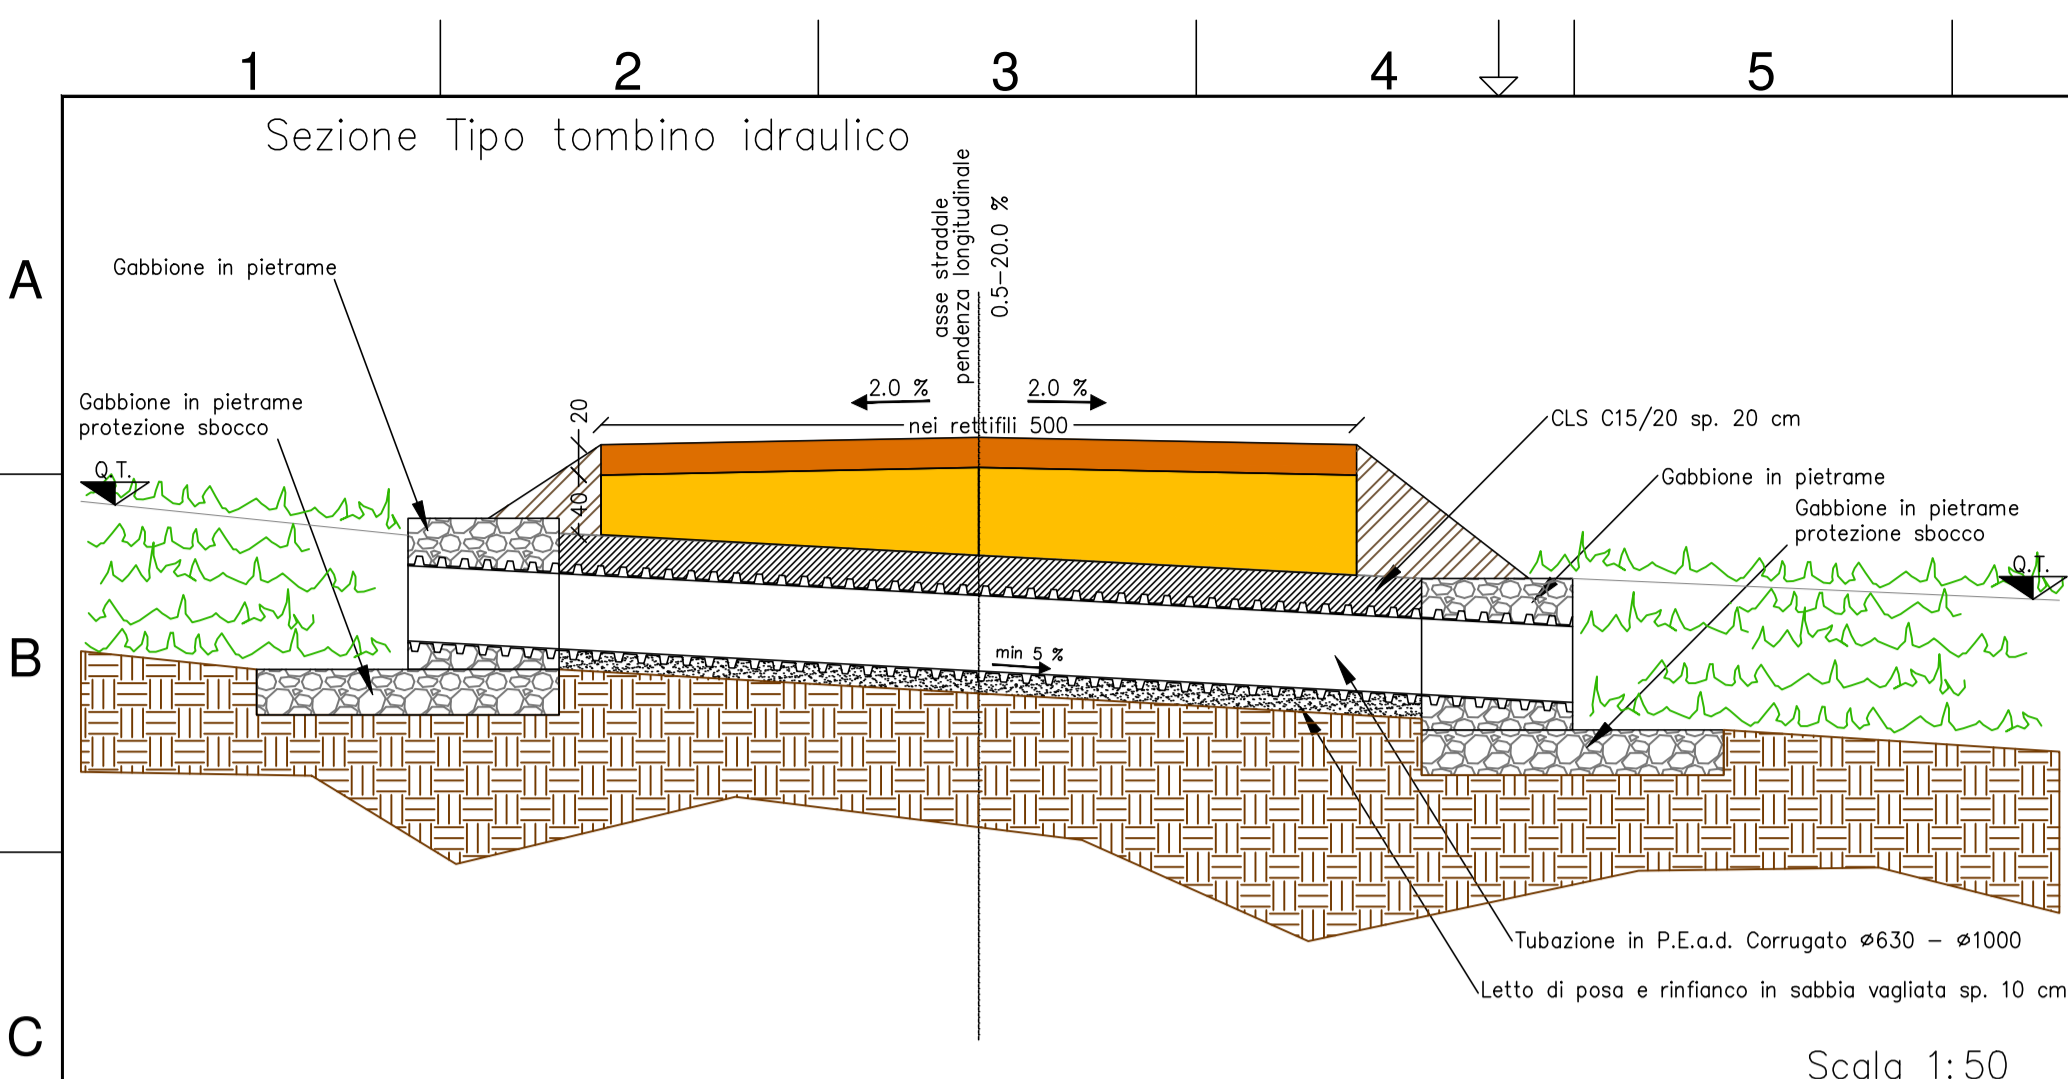 1 2 3 4 5
Sezione Tipo tombino idraulico
A
asse stradale
pendenza longitudinale
0.5-20.0 %
Gabbione in pietrame
Gabbione in pietrame
protezione sbocco
Q.T.
20
40
2.0 %
2.0 %
nei rettifili 500
CLS C15/20 sp. 20 cm
Gabbione in pietrame
Gabbione in pietrame
protezione sbocco
Q.T.
B
min 5 %
Tubazione in P.E.a.d. Corrugato ø630 - ø1000
Letto di posa e rinfianco in sabbia vagliata sp. 10 cm
C
Scala 1:50